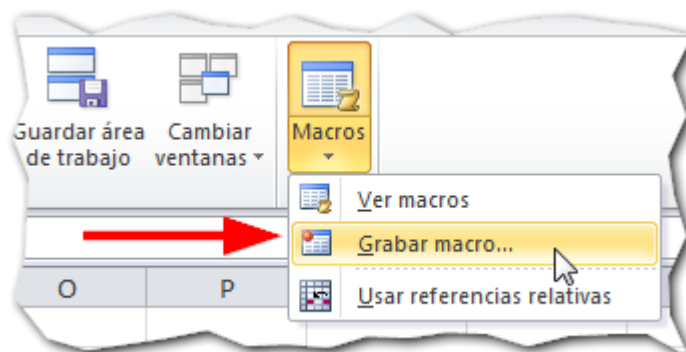 Guardar área
de trabajo
Cambiar
ventanas
Macros
Ver macros
Grabar macro...
Usar referencias relativas
O
P